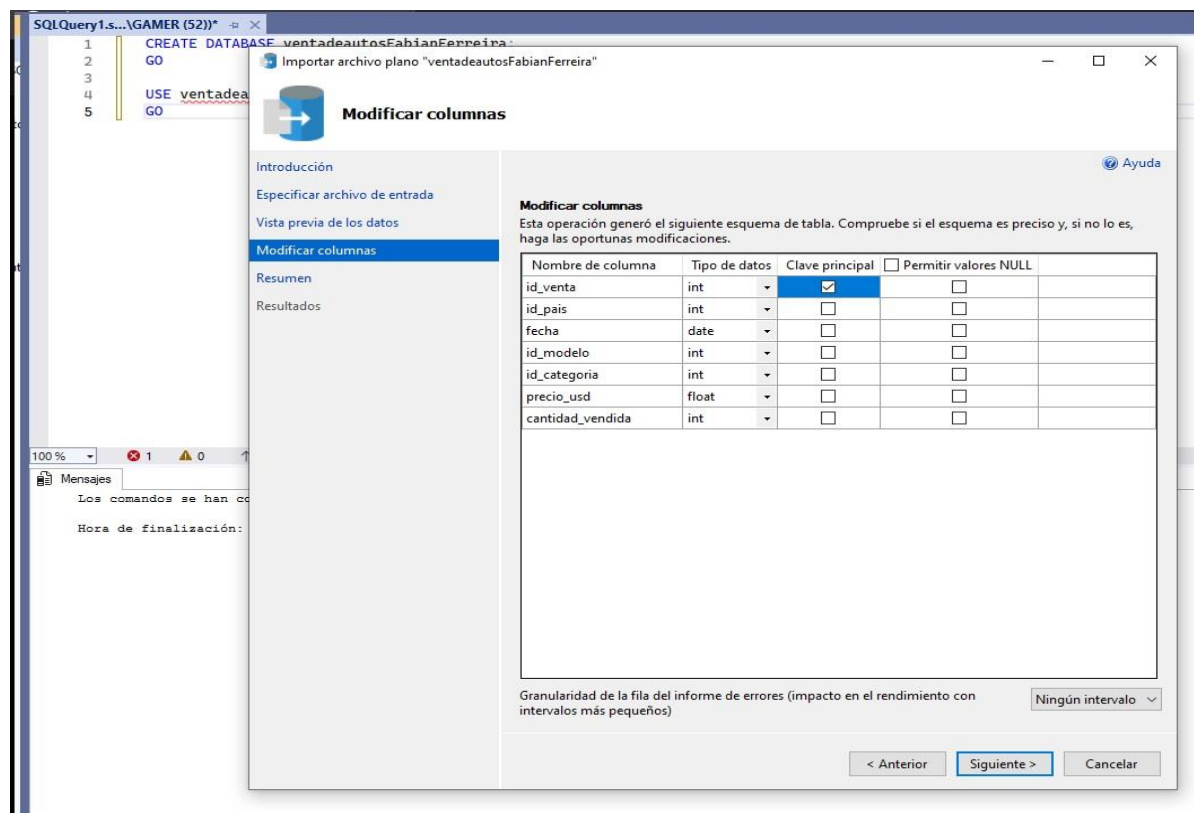 SQLQuery1.s...\GAMER (52))*
1 CREATE DATABASE ventadeautosFabianFerreira;
2 GO
3
4 USE ventadea
5 GO
Importar archivo plano "ventadeautosFabianFerreira"
Modificar columnas
Introducción
Especificar archivo de entrada
Vista previa de los datos
Modificar columnas
Resumen
Resultados
Ayuda
Modificar columnas
Esta operación generó el siguiente esquema de tabla. Compruebe si el esquema es preciso y, si no lo es,
haga las oportunas modificaciones.
Nombre de columna Tipo de datos Clave principal Permitir valores NULL
id_venta int
id_pais int
fecha date
id_modelo int
id_categoria int
precio_usd float
cantidad_vendida int
Granularidad de la fila del informe de errores (impacto en el rendimiento con
intervalos más pequeños)
Ningún intervalo
< Anterior Siguiente > Cancelar
100 % 1 0
Mensajes
Los comandos se han co
Hora de finalización: